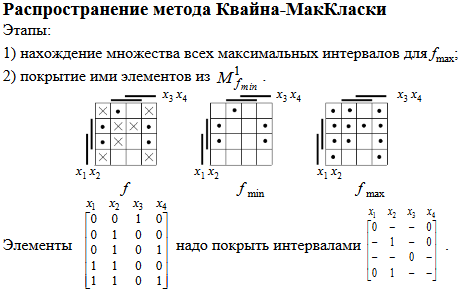 Распространение метода Квайна-МакКласки
Этапы:
1) нахождение множества всех максимальных интервалов для fmax;
2) покрытие ими элементов из M¹fmin .
x3 x4 x3 x4 x3 x4
x1 x2 x1 x2 x1 x2
f fmin fmax
x1 x2 x3 x4
0 0 1 0
0 1 0 0
0 1 0 1
1 1 0 0
1 1 0 1
Элементы надо покрыть интервалами .
x1 x2 x3 x4
0 – – 0
– 1 – 0
– – 0 –
0 1 – –